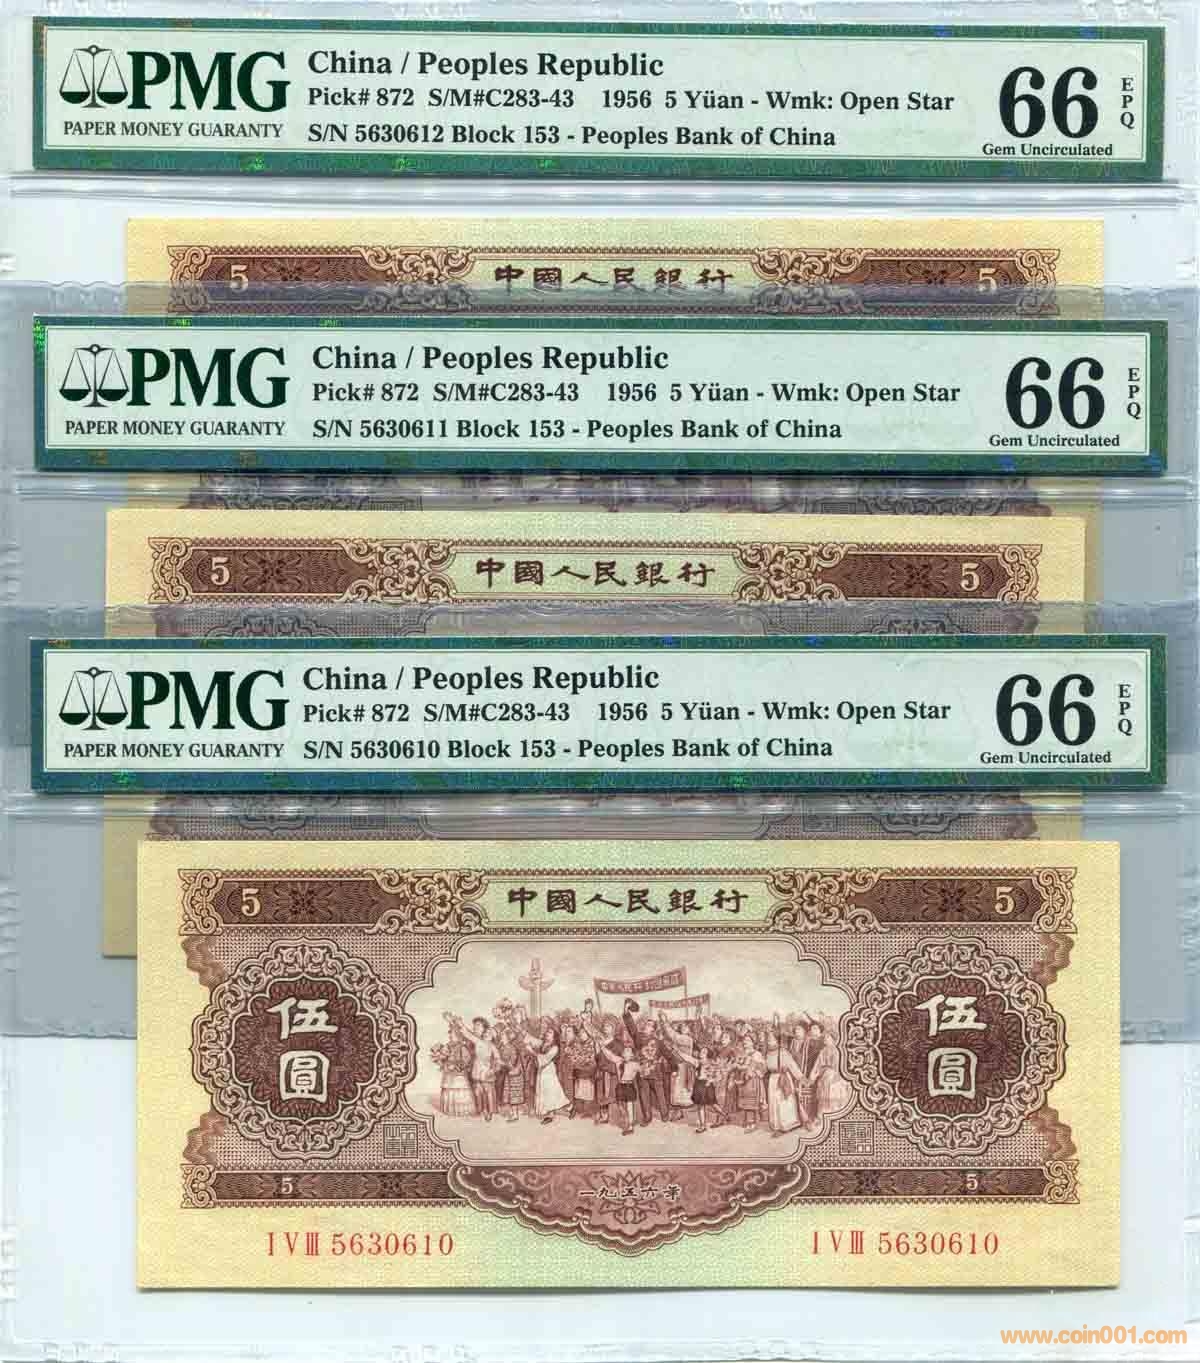 PMG
PAPER MONEY GUARANTY
China / Peoples Republic
Pick# 872 S/M#C283-43 1956 5 Yüan - Wmk: Open Star
S/N 5630612 Block 153 - Peoples Bank of China
66 EPQ
Gem Uncirculated
5 中國人民銀行 5
PMG
PAPER MONEY GUARANTY
China / Peoples Republic
Pick# 872 S/M#C283-43 1956 5 Yüan - Wmk: Open Star
S/N 5630611 Block 153 - Peoples Bank of China
66 EPQ
Gem Uncirculated
5 中國人民銀行 5
PMG
PAPER MONEY GUARANTY
China / Peoples Republic
Pick# 872 S/M#C283-43 1956 5 Yüan - Wmk: Open Star
S/N 5630610 Block 153 - Peoples Bank of China
66 EPQ
Gem Uncirculated
5 中國人民銀行 5
伍圓 伍圓
5 一九五六年 5
I V III 5630610 I V III 5630610
www.coin001.com